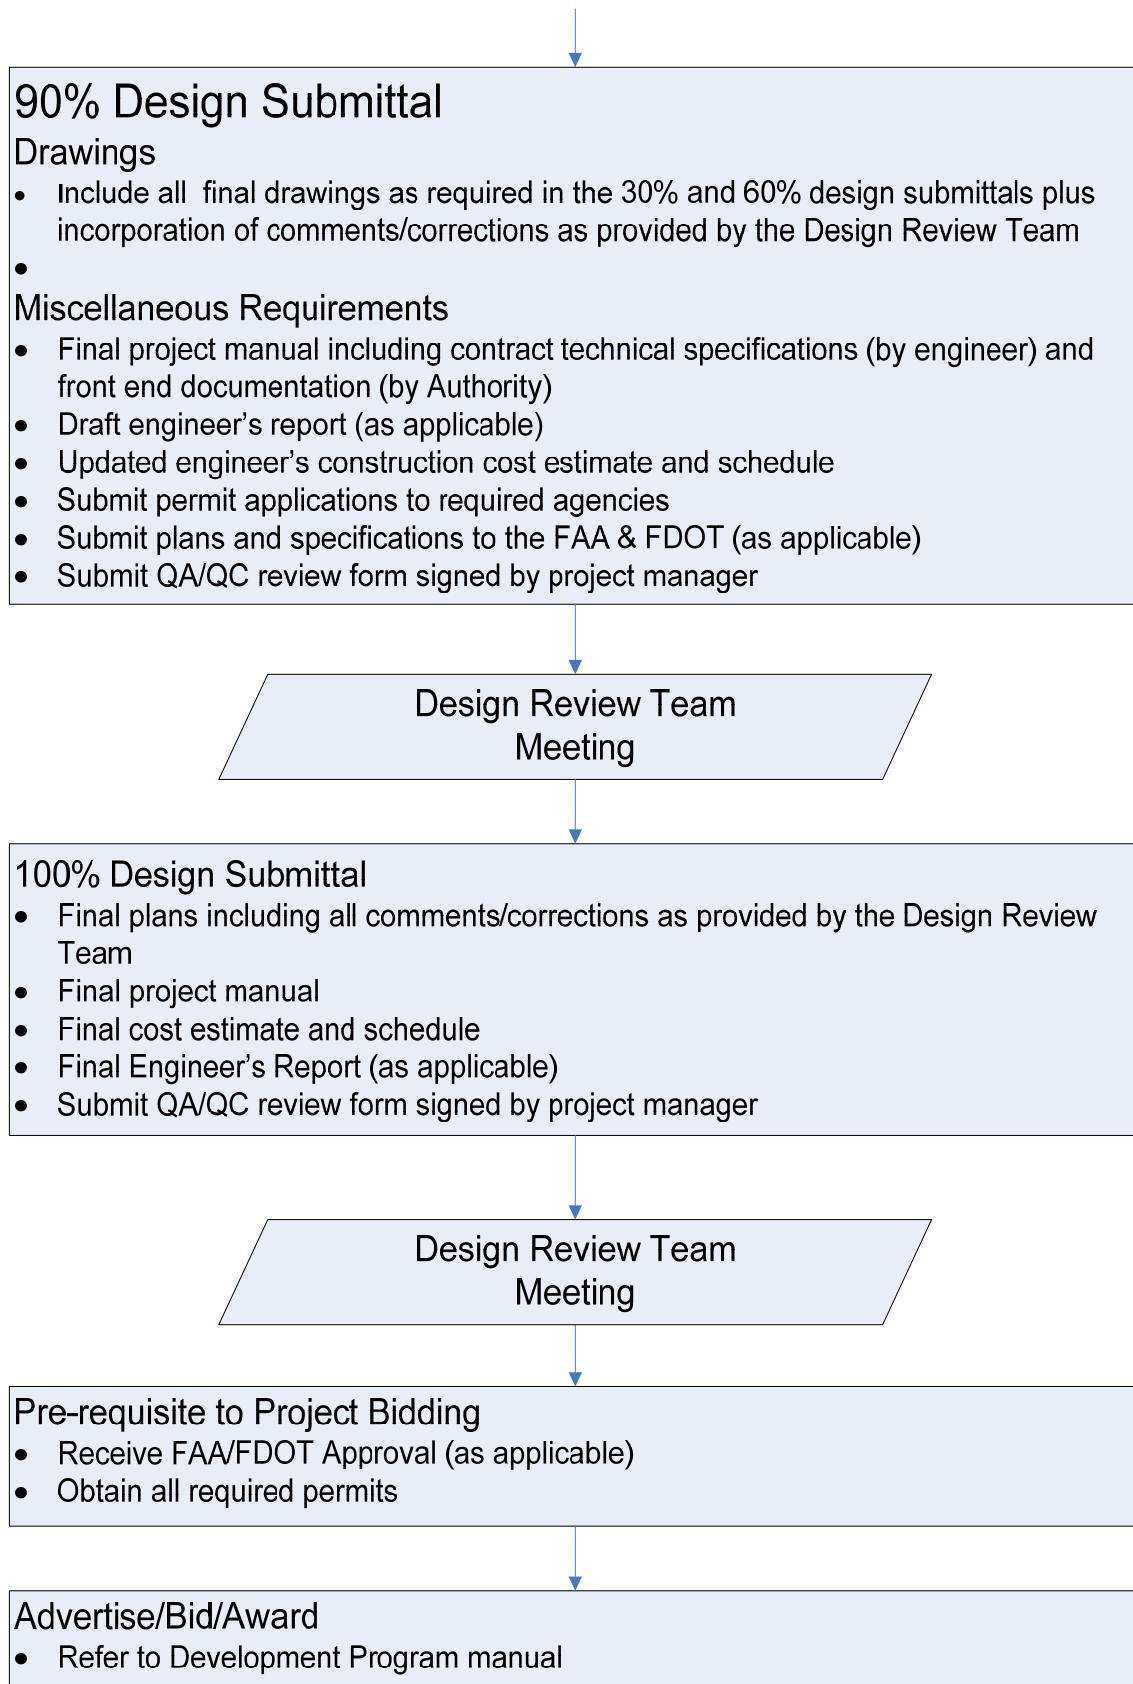 90% Design Submittal
Drawings
• Include all final drawings as required in the 30% and 60% design submittals plus
incorporation of comments/corrections as provided by the Design Review Team
•
Miscellaneous Requirements
• Final project manual including contract technical specifications (by engineer) and
front end documentation (by Authority)
• Draft engineer’s report (as applicable)
• Updated engineer’s construction cost estimate and schedule
• Submit permit applications to required agencies
• Submit plans and specifications to the FAA & FDOT (as applicable)
• Submit QA/QC review form signed by project manager
Design Review Team
Meeting
100% Design Submittal
• Final plans including all comments/corrections as provided by the Design Review
Team
• Final project manual
• Final cost estimate and schedule
• Final Engineer’s Report (as applicable)
• Submit QA/QC review form signed by project manager
Design Review Team
Meeting
Pre-requisite to Project Bidding
• Receive FAA/FDOT Approval (as applicable)
• Obtain all required permits
Advertise/Bid/Award
• Refer to Development Program manual